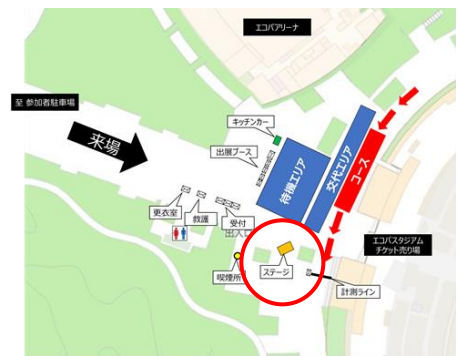 エコパアリーナ
至 参加者駐車場
来場
キッチンカー
出展ブース
待機エリア
交代エリア
コース
更衣室
救護
受付
出入口
喫煙所
ステージ
エコパスタジアム
チケット売り場
計測ライン